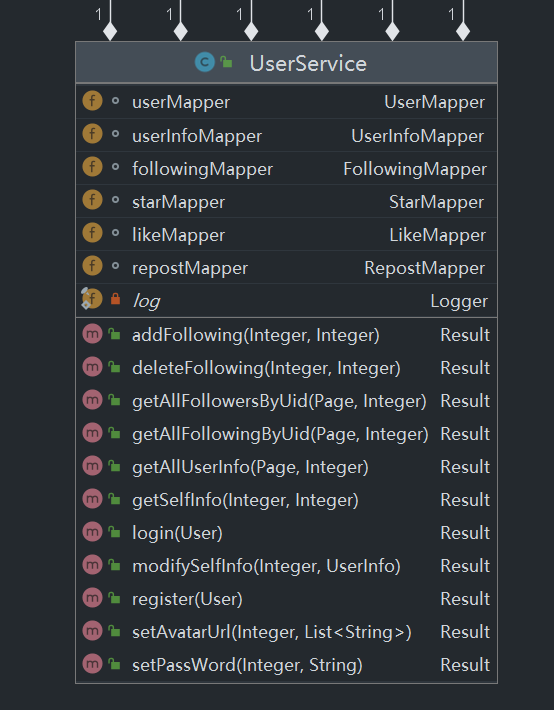 1 1 1 1 1 1
C UserService
f userMapper UserMapper
f userInfoMapper UserInfoMapper
f followingMapper FollowingMapper
f starMapper StarMapper
f likeMapper LikeMapper
f repostMapper RepostMapper
f log Logger
m addFollowing(Integer, Integer) Result
m deleteFollowing(Integer, Integer) Result
m getAllFollowersByUid(Page, Integer) Result
m getAllFollowingByUid(Page, Integer) Result
m getAllUserInfo(Page, Integer) Result
m getSelfInfo(Integer, Integer) Result
m login(User) Result
m modifySelfInfo(Integer, UserInfo) Result
m register(User) Result
m setAvatarUrl(Integer, List<String>) Result
m setPassWord(Integer, String) Result